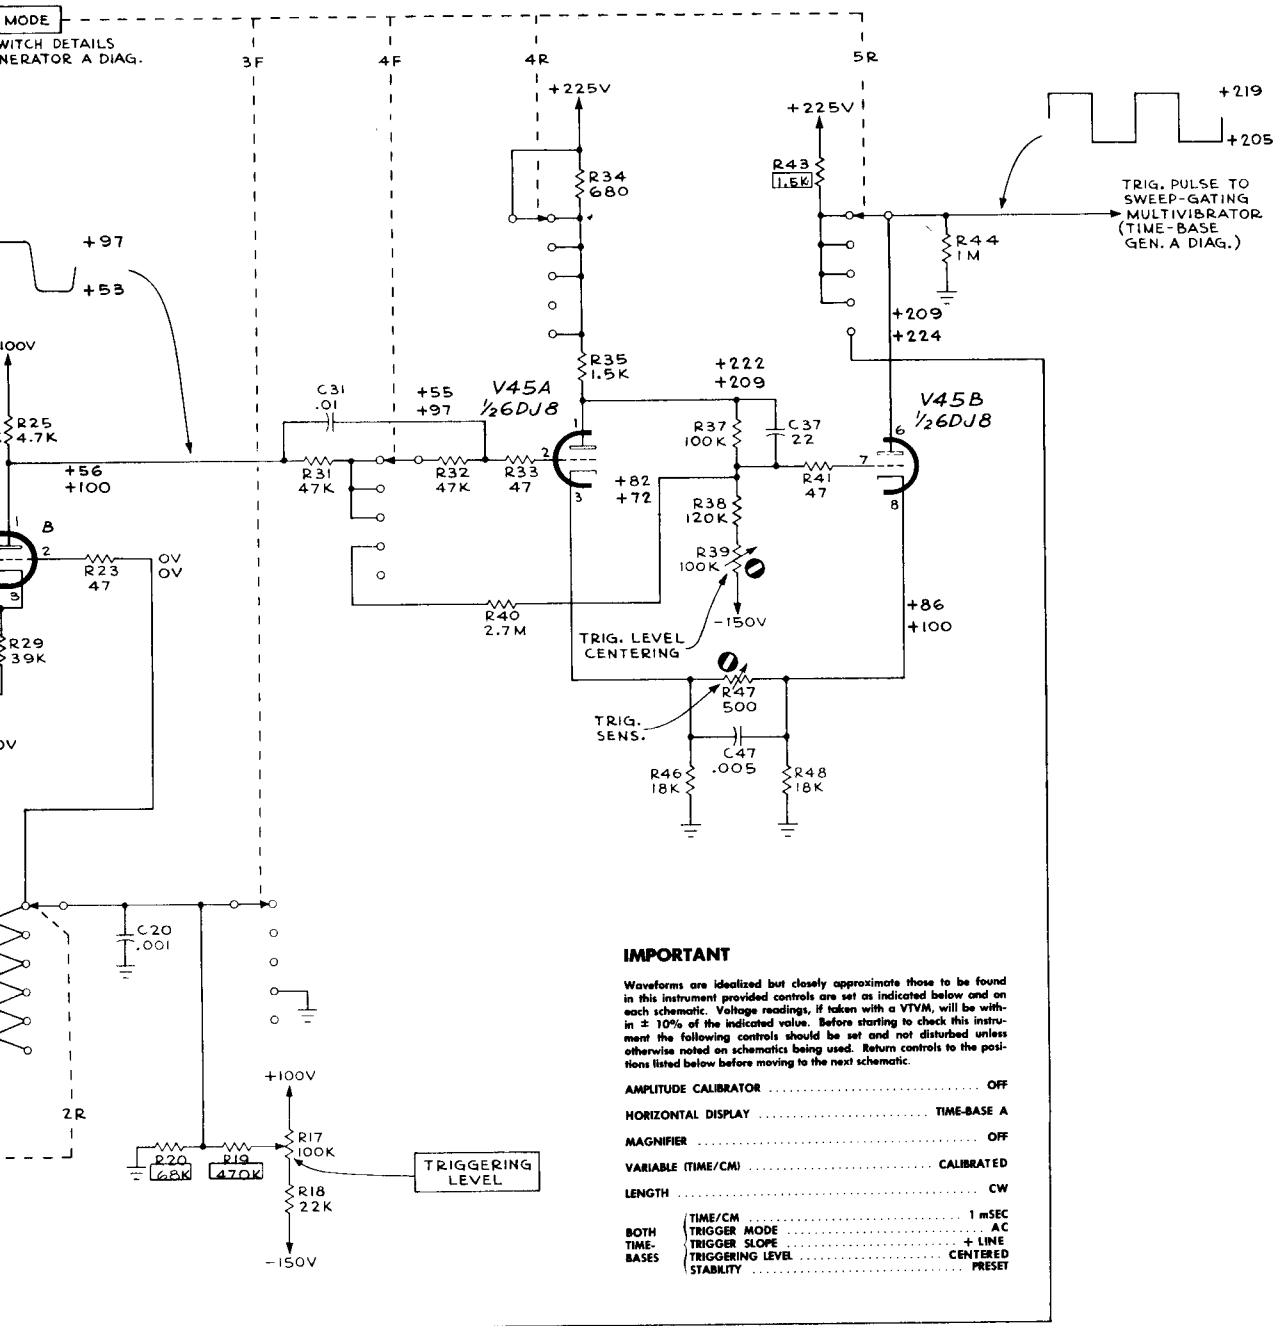 MODE
WITCH DETAILS
NERATOR A DIAG.
3F
4F
4R
5R
+225V
R34
680
+225V
R43
1.5K
+219
+205
TRIG. PULSE TO
SWEEP-GATING
MULTIVIBRATOR
(TIME-BASE
GEN. A DIAG.)
R44
1M
+97
+53
+209
+224
100V
R25
4.7K
R35
1.5K
+222
+209
C31
.01
+55
+97
V45A
½6DJ8
V45B
½6DJ8
R37
100K
C37
22
+56
+100
R31
47K
R32
47K
R33
47
2
1
3
+82
+72
R41
47
7
6
8
R38
120K
R39
100K
-150V
1
B
2
3
R23
47
0V
0V
R40
2.7M
TRIG. LEVEL
CENTERING
+86
+100
R29
39K
0V
R47
500
TRIG.
SENS.
C47
.005
R46
18K
R48
18K
C20
.001
2R
+100V
R17
100K
R20
68K
R19
470K
R18
22K
-150V
TRIGGERING
LEVEL
IMPORTANT
Waveforms are idealized but closely approximate those to be found
in this instrument provided controls are set as indicated below and on
each schematic. Voltage readings, if taken with a VTVM, will be with-
in ± 10% of the indicated value. Before starting to check this instru-
ment the following controls should be set and not disturbed unless
otherwise noted on schematics being used. Return controls to the posi-
tions listed below before moving to the next schematic.
AMPLITUDE CALIBRATOR OFF
HORIZONTAL DISPLAY TIME-BASE A
MAGNIFIER OFF
VARIABLE (TIME/CM) CALIBRATED
LENGTH CW
BOTH
TIME-
BASES
TIME/CM 1 mSEC
TRIGGER MODE AC
TRIGGER SLOPE + LINE
TRIGGERING LEVEL CENTERED
STABILITY PRESET